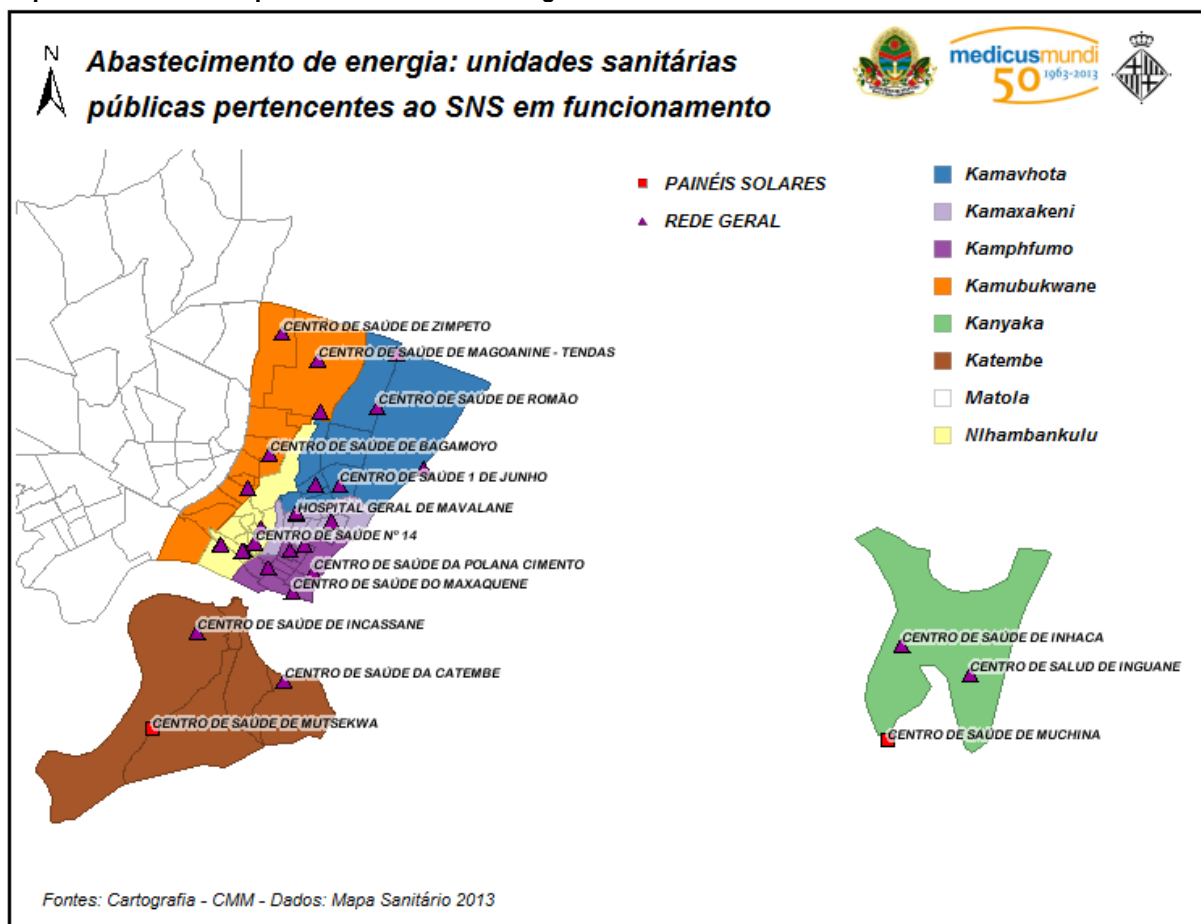 N
Abastecimento de energia: unidades sanitárias
públicas pertencentes ao SNS em funcionamento
medicusmundi
50 1963-2013
PAINÉIS SOLARES
REDE GERAL
Kamavhota
Kamaxakeni
Kamphfumo
Kamubukwane
Kanyaka
Katembe
Matola
Nlhambankulu
CENTRO DE SAÚDE DE ZIMPETO
CENTRO DE SAÚDE DE MAGOANINE - TENDAS
CENTRO DE SAÚDE DE ROMÃO
CENTRO DE SAÚDE DE BAGAMOYO
CENTRO DE SAÚDE 1 DE JUNHO
HOSPITAL GERAL DE MAVALANE
CENTRO DE SAÚDE Nº 14
CENTRO DE SAÚDE DA POLANA CIMENTO
CENTRO DE SAÚDE DO MAXAQUENE
CENTRO DE SAÚDE DE INCASSANE
CENTRO DE SAÚDE DA CATEMBE
CENTRO DE SAÚDE DE MUTSEKWA
CENTRO DE SAÚDE DE INHACA
CENTRO DE SALUD DE INGUANE
CENTRO DE SAÚDE DE MUCHINA
Fontes: Cartografia - CMM - Dados: Mapa Sanitário 2013